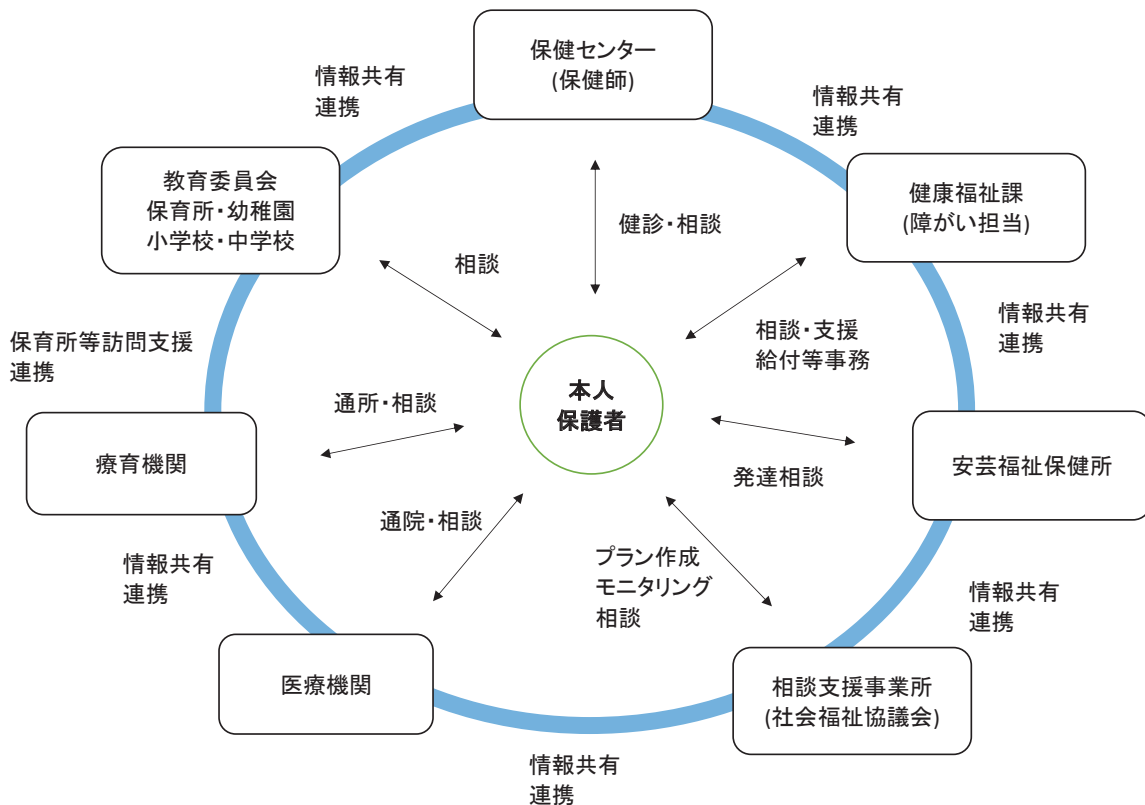 保健センター
(保健師)
情報共有
連携
情報共有
連携
教育委員会
保育所・幼稚園
小学校・中学校
健康福祉課
(障がい担当)
健診・相談
相談
保育所等訪問支援
連携
相談・支援
給付等事務
情報共有
連携
本人
保護者
通所・相談
療育機関
安芸福祉保健所
発達相談
通院・相談
プラン作成
モニタリング
相談
情報共有
連携
情報共有
連携
医療機関
相談支援事業所
(社会福祉協議会)
情報共有
連携